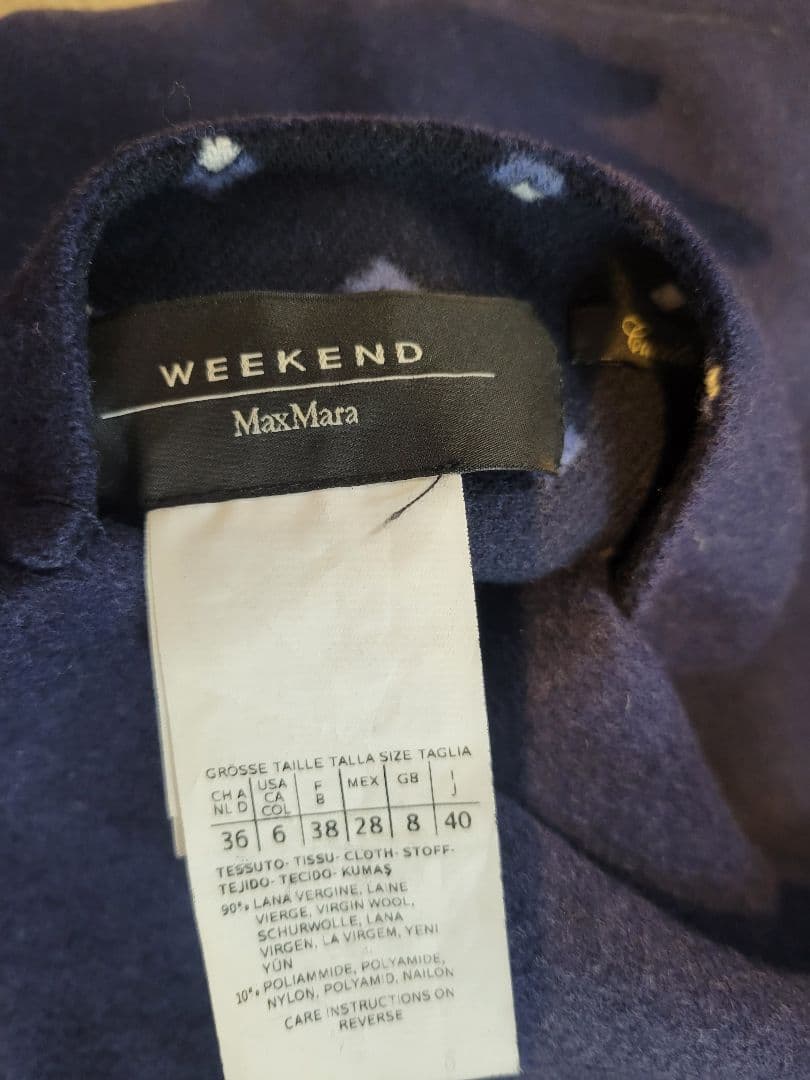 WEEKEND
MaxMara
GRÖSSE TAILLE TALLA SIZE TAGLIA
CH A NL D USA CA COL F B MEX GB I J
36 6 38 28 8 40
TESSUTO- TISSU- CLOTH- STOFF-
TEJIDO- TECIDO- KUMAŞ
90% LANA VERGINE, LAINE
VIERGE, VIRGIN WOOL,
SCHURWOLLE, LANA
VIRGEN, LA VIRGEM, YENI
YÜN
10% POLIAMMIDE, POLYAMIDE,
NYLON, POLYAMID, NAILON
CARE INSTRUCTIONS ON
REVERSE